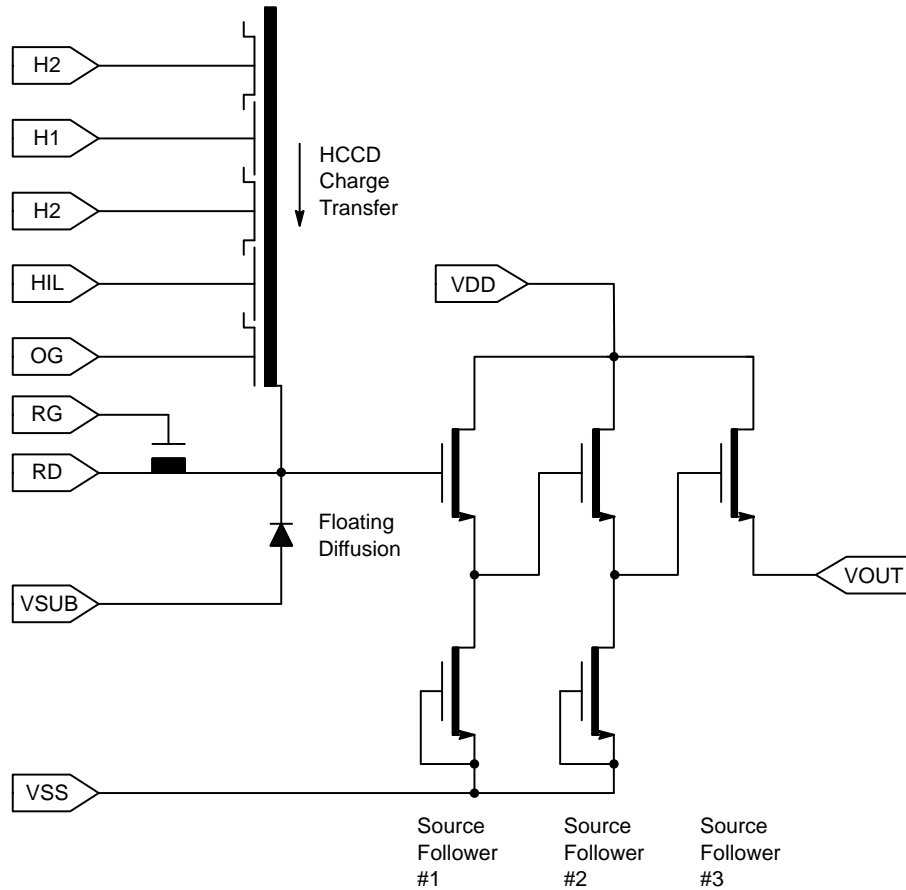 H2
H1
HCCD
Charge
Transfer
H2
HIL
VDD
OG
RG
RD
Floating
Diffusion
VSUB
VOUT
VSS
Source
Follower
#1
Source
Follower
#2
Source
Follower
#3